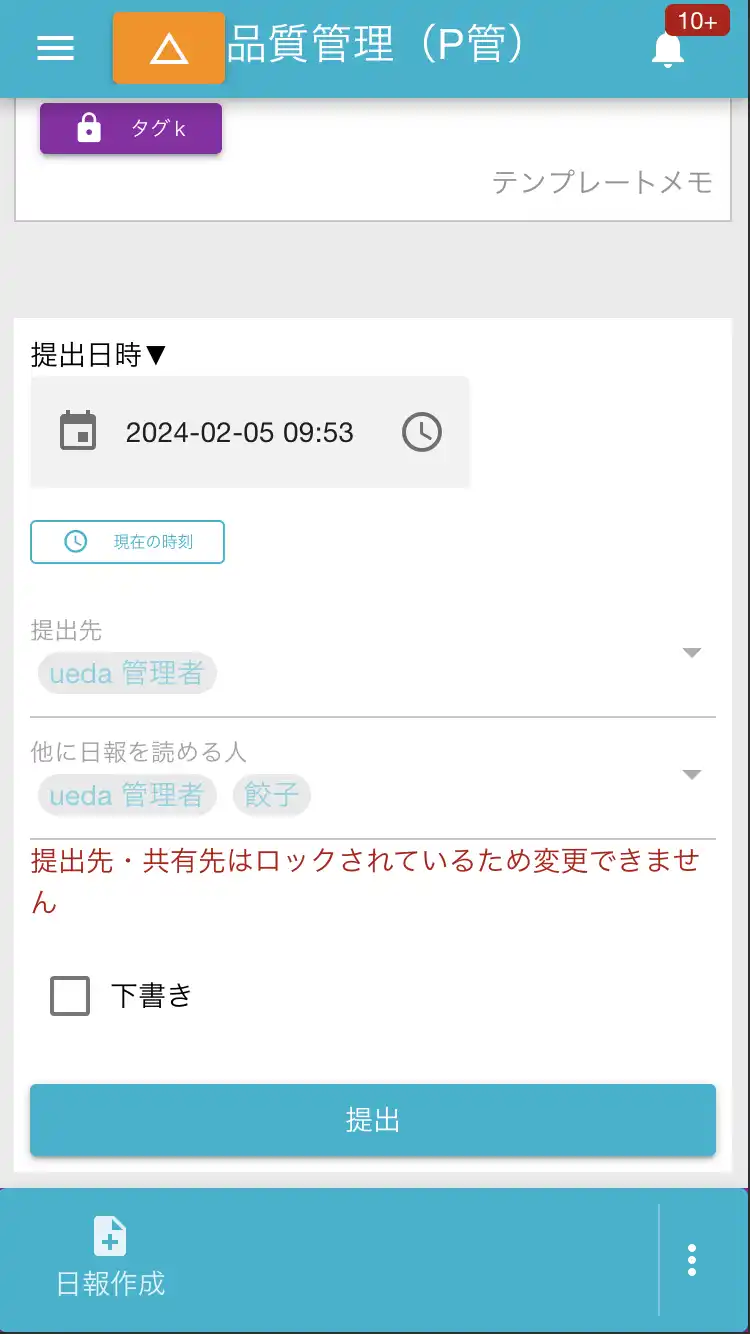 品質管理（P管）
10+
タグk
テンプレートメモ
提出日時▼
2024-02-05 09:53
現在の時刻
提出先
ueda 管理者
他に日報を読める人
ueda 管理者 餃子
提出先・共有先はロックされているため変更できませ
ん
下書き
提出
日報作成